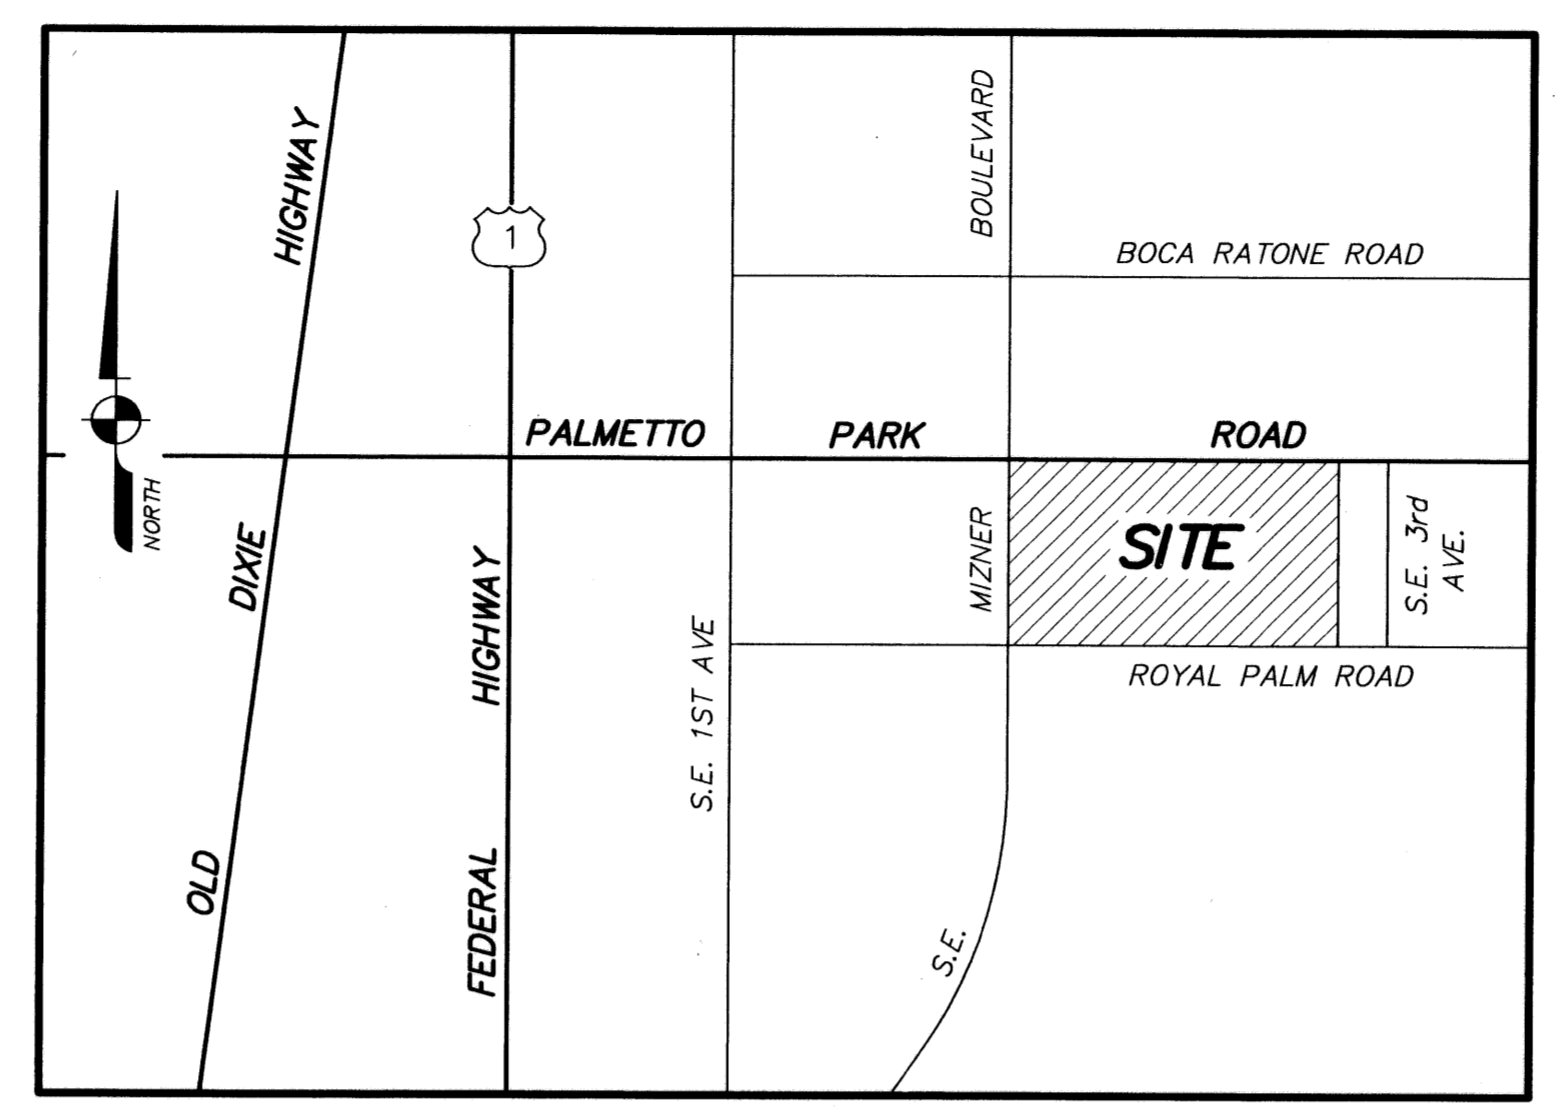 OLD DIXIE HIGHWAY
1
FEDERAL HIGHWAY
NORTH
PALMETTO PARK ROAD
S.E. 1ST AVE
S.E. MIZNER BOULEVARD
BOCA RATONE ROAD
SITE
S.E. 3rd
AVE.
ROYAL PALM ROAD